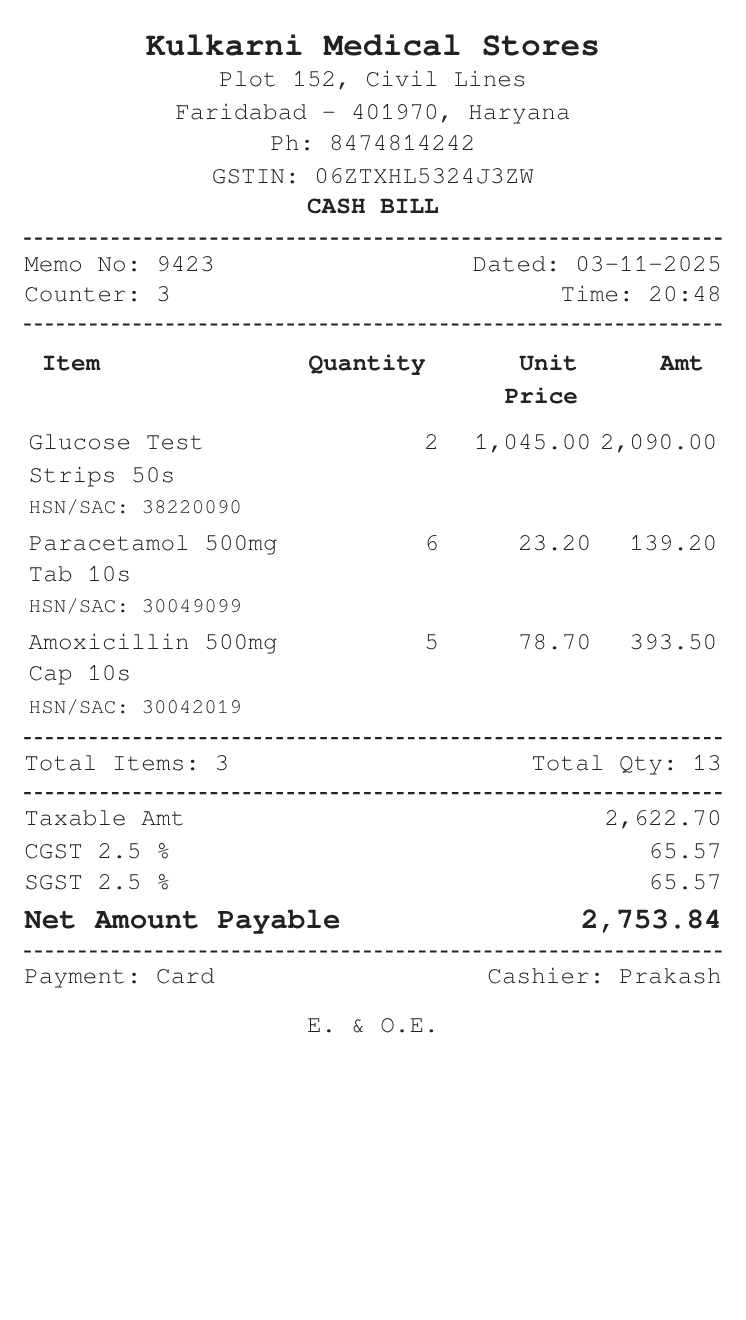 Kulkarni Medical Stores
Plot 152, Civil Lines
Faridabad - 401970, Haryana
Ph: 8474814242
GSTIN: 06ZTXHL5324J3ZW
CASH BILL
Memo No: 9423 Dated: 03-11-2025
Counter: 3 Time: 20:48
Item Quantity Unit Amt
Price
Glucose Test 2 1,045.00 2,090.00
Strips 50s
HSN/SAC: 38220090
Paracetamol 500mg 6 23.20 139.20
Tab 10s
HSN/SAC: 30049099
Amoxicillin 500mg 5 78.70 393.50
Cap 10s
HSN/SAC: 30042019
Total Items: 3 Total Qty: 13
Taxable Amt 2,622.70
CGST 2.5 % 65.57
SGST 2.5 % 65.57
Net Amount Payable 2,753.84
Payment: Card Cashier: Prakash
E. & O.E.